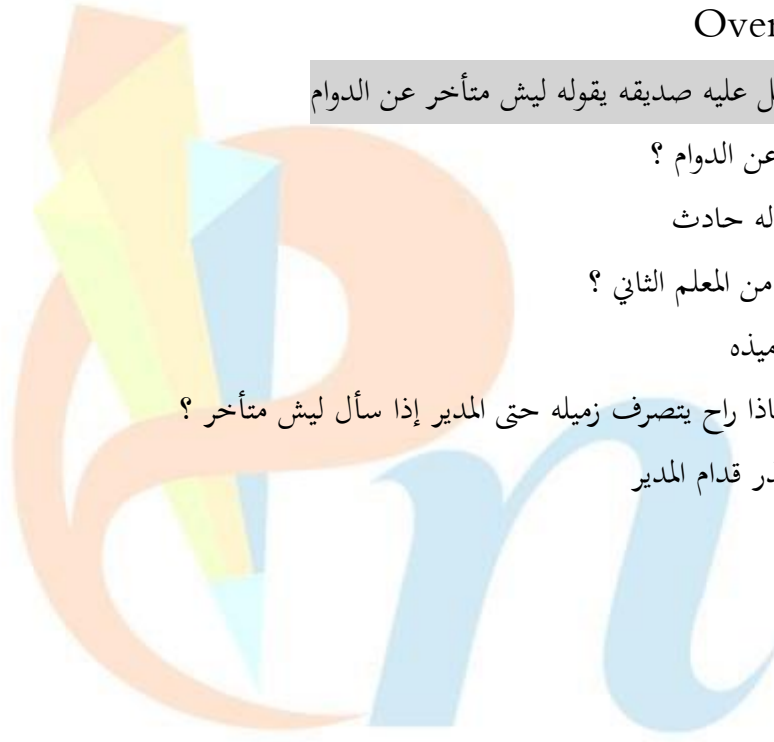 Over
ل عليه صديقه يقوله ليش متأخر عن الدوام
عن الدوام ؟
له حادث
من المعلم الثاني ؟
ميذه
اذا راح يتصرف زميله حتى المدير إذا سأل ليش متأخر ؟
در قدام المدير